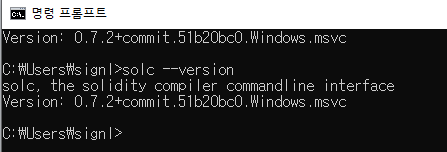 명령 프롬프트
Version: 0.7.2+commit.51b20bc0.Windows.msvc
C:₩Users₩signl>solc --version
solc, the solidity compiler commandline interface
Version: 0.7.2+commit.51b20bc0.Windows.msvc
C:₩Users₩signl>